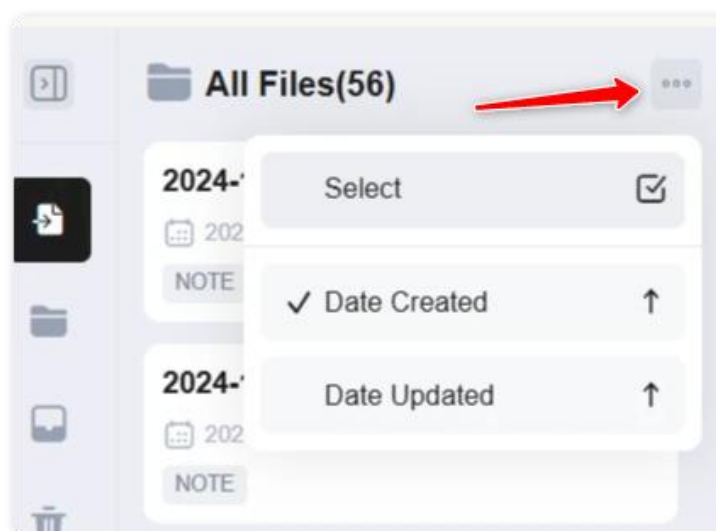 All Files(56)
2024-
Select
202
NOTE
Date Created
2024-
Date Updated
202
NOTE